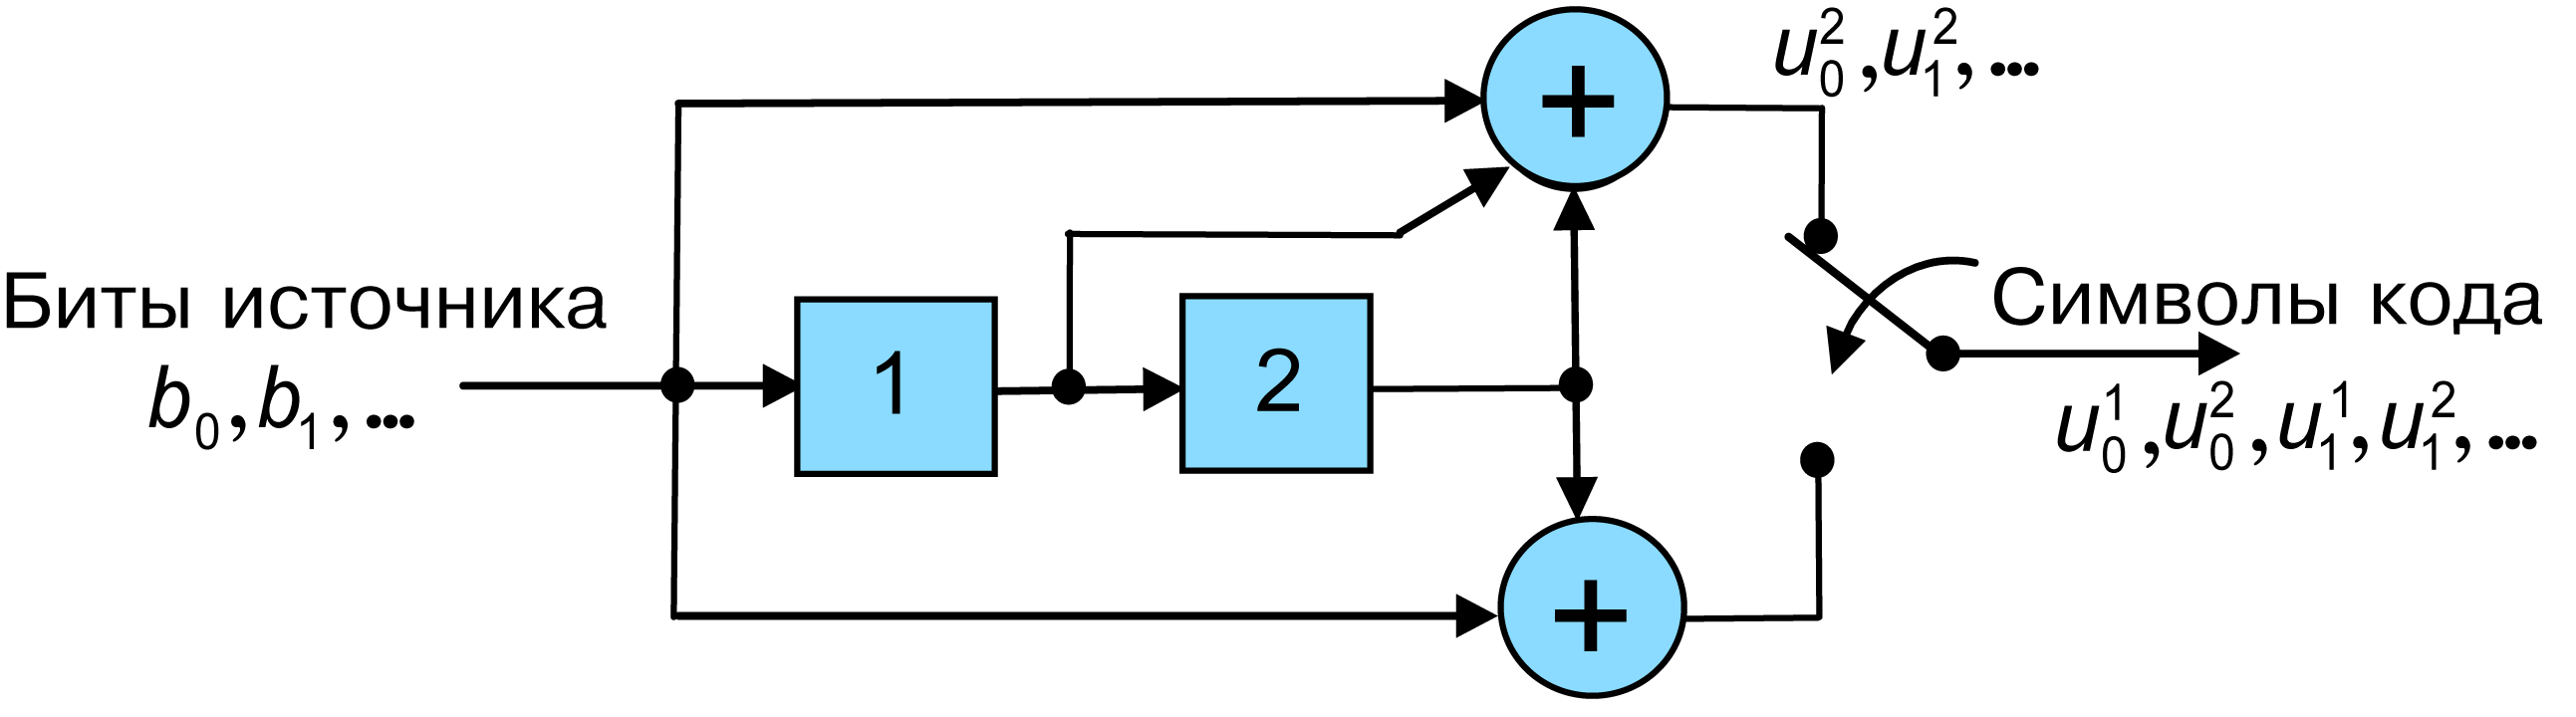 u₀², u₁², ...
+
Биты источника
b₀, b₁, ...
1
2
Символы кода
u₀¹, u₀², u₁¹, u₁², ...
+